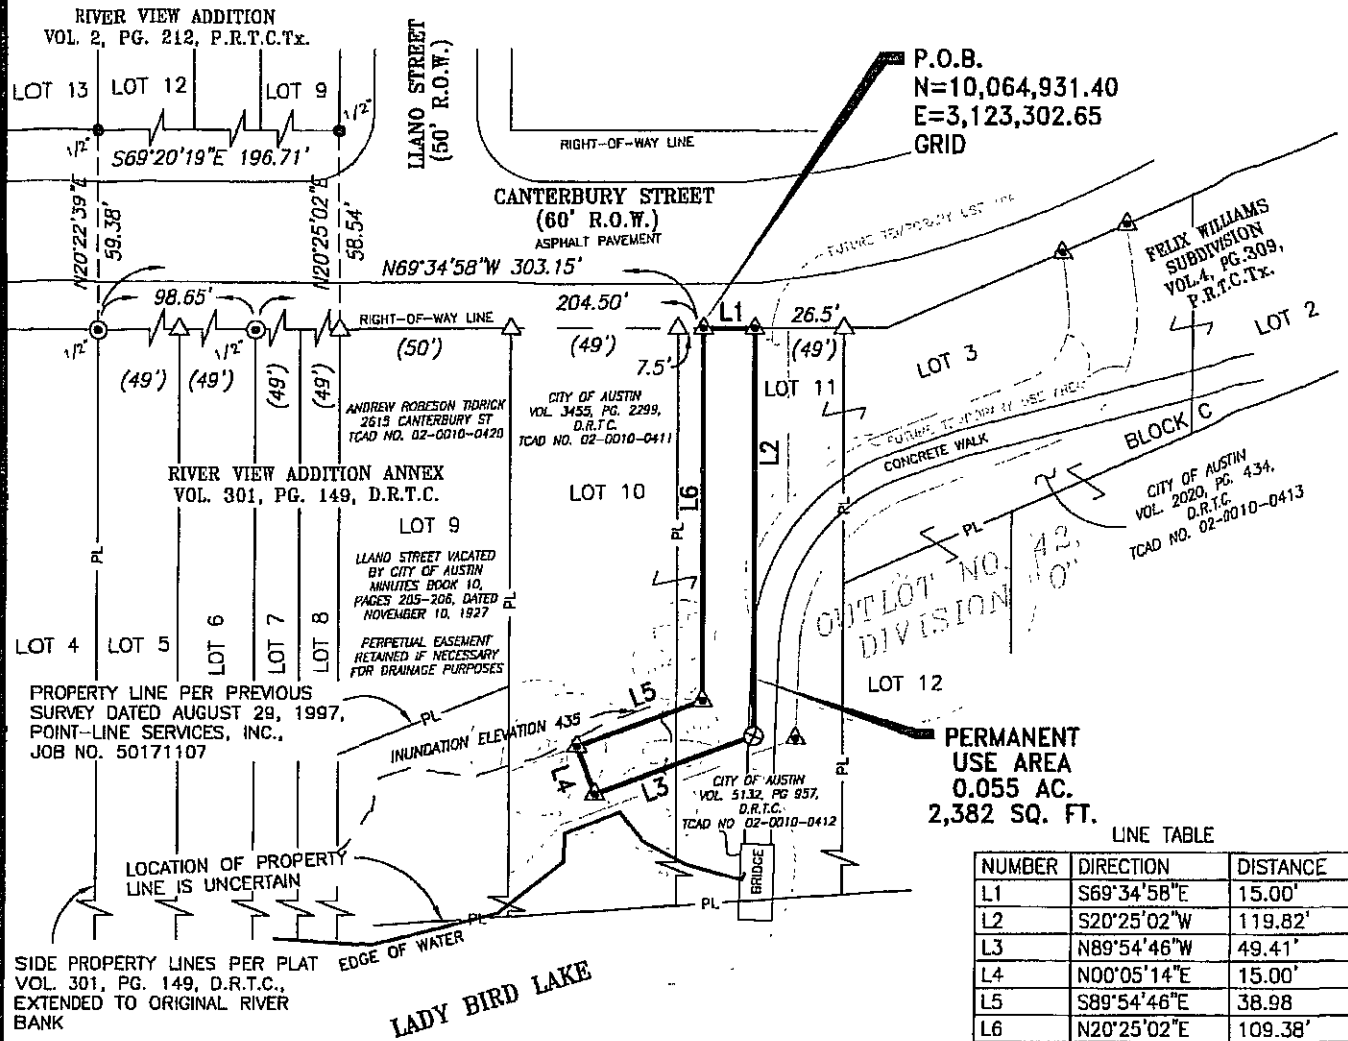 RIVER VIEW ADDITION
VOL. 2, PG. 212, P.R.T.C.Tx.
LOT 13
LOT 12
LOT 9
1/2"
1/2"
S69°20'19"E 196.71'
N20°22'39"E
59.38'
N20°25'02"E
58.54'
LLANO STREET
(50' R.O.W.)
RIGHT-OF-WAY LINE
CANTERBURY STREET
(60' R.O.W.)
ASPHALT PAVEMENT
N69°34'58"W 303.15'
P.O.B.
N=10,064,931.40
E=3,123,302.65
GRID
FELIX WILLIAMS
SUBDIVISION
VOL.4, PG.309,
P.R.T.C.Tx.
98.65'
204.50'
L1
26.5'
RIGHT-OF-WAY LINE
1/2"
1/2"
(49')
(49')
(49')
(49')
(50')
(49')
7.5'
(49')
LOT 11
LOT 3
LOT 2
ANDREW ROBESON TIDRICK
2615 CANTERBURY ST
TCAD NO. 02-0010-0420
CITY OF AUSTIN
VOL. 3455, PG. 2299,
D.R.T.C.
TCAD NO. 02-0010-0411
L2
L6
FUTURE TEMPORARY USE AREA
CONCRETE WALK
BLOCK C
RIVER VIEW ADDITION ANNEX
VOL. 301, PG. 149, D.R.T.C.
LOT 10
LOT 9
LLANO STREET VACATED
BY CITY OF AUSTIN
MINUTES BOOK 10,
PAGES 205-206, DATED
NOVEMBER 10, 1927
PERPETUAL EASEMENT
RETAINED IF NECESSARY
FOR DRAINAGE PURPOSES
CITY OF AUSTIN
VOL. 2020, PG. 434,
D.R.T.C.
TCAD NO. 02-0010-0413
PL
PL
PL
PL
PL
OUTLOT NO. 42,
DIVISION "O"
LOT 4
LOT 5
LOT 6
LOT 7
LOT 8
LOT 12
PROPERTY LINE PER PREVIOUS
SURVEY DATED AUGUST 29, 1997,
POINT-LINE SERVICES, INC.,
JOB NO. 50171107
PL
INUNDATION ELEVATION 435
L5
L4
L3
PERMANENT
USE AREA
0.055 AC.
2,382 SQ. FT.
CITY OF AUSTIN
VOL. 5132, PG 957,
D.R.T.C.
TCAD NO 02-0010-0412
PL
BRIDGE
LOCATION OF PROPERTY
LINE IS UNCERTAIN
PL
PL
EDGE OF WATER
SIDE PROPERTY LINES PER PLAT
VOL. 301, PG. 149, D.R.T.C.,
EXTENDED TO ORIGINAL RIVER
BANK
LADY BIRD LAKE
LINE TABLE
NUMBER DIRECTION DISTANCE
L1 S69°34'58"E 15.00'
L2 S20°25'02"W 119.82'
L3 N89°54'46"W 49.41'
L4 N00°05'14"E 15.00'
L5 S89°54'46"E 38.98
L6 N20°25'02"E 109.38'